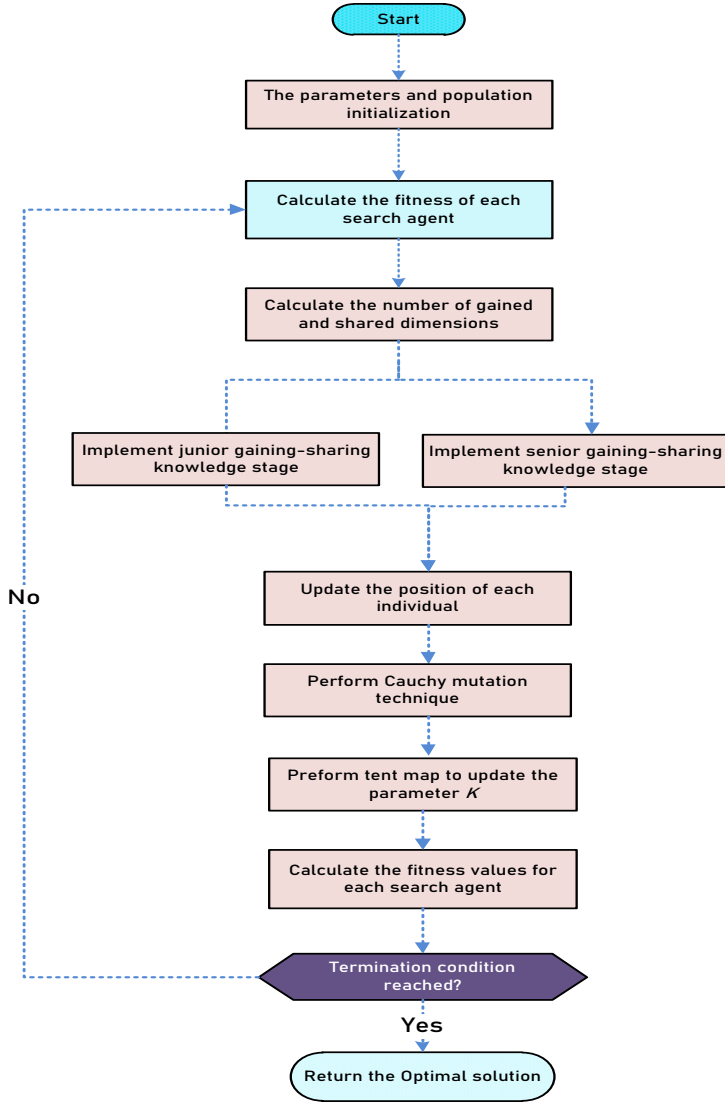 Start
The parameters and population
initialization
Calculate the fitness of each
search agent
Calculate the number of gained
and shared dimensions
Implement junior gaining-sharing
knowledge stage
Implement senior gaining-sharing
knowledge stage
Update the position of each
individual
No
Perform Cauchy mutation
technique
Preform tent map to update the
parameter K
Calculate the fitness values for
each search agent
Termination condition
reached?
Yes
Return the Optimal solution